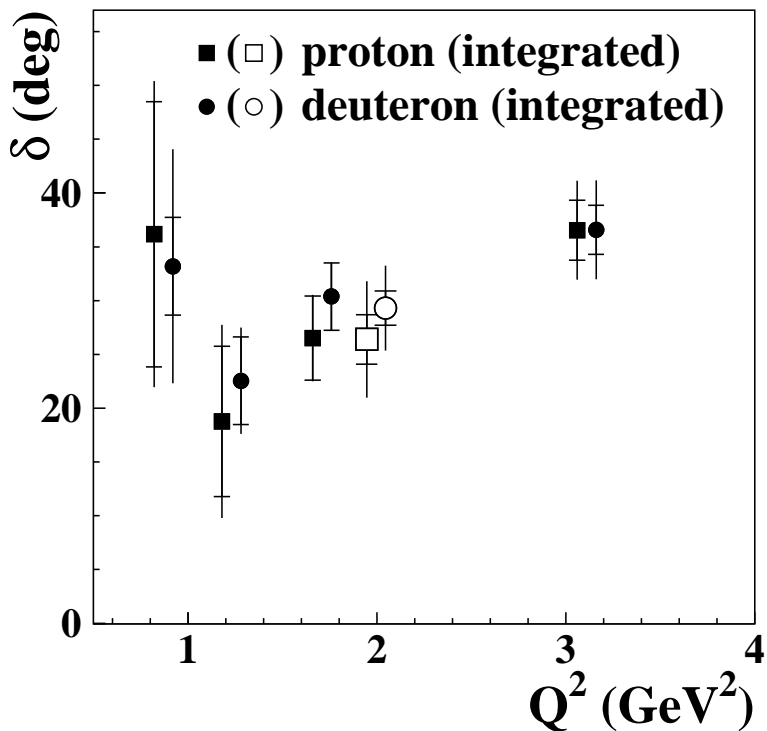 ■ (□) proton (integrated)
● (○) deuteron (integrated)
δ (deg)
40
20
0
1 2 3 4
Q² (GeV²)